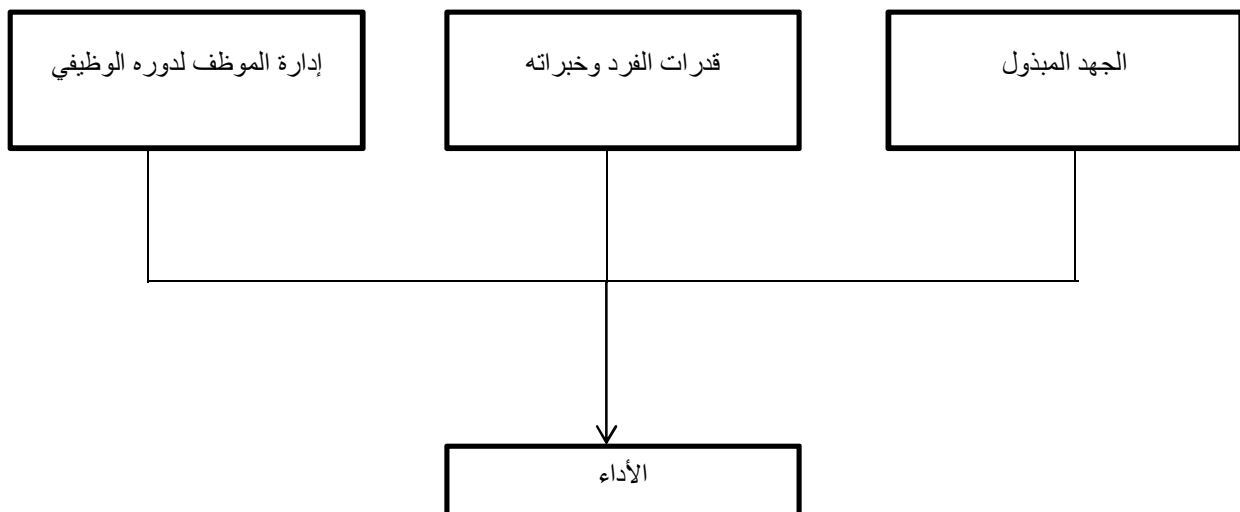 الجهد المبذول
قدرات الفرد وخبراته
إدارة الموظف لدوره الوظيفي
الأداء